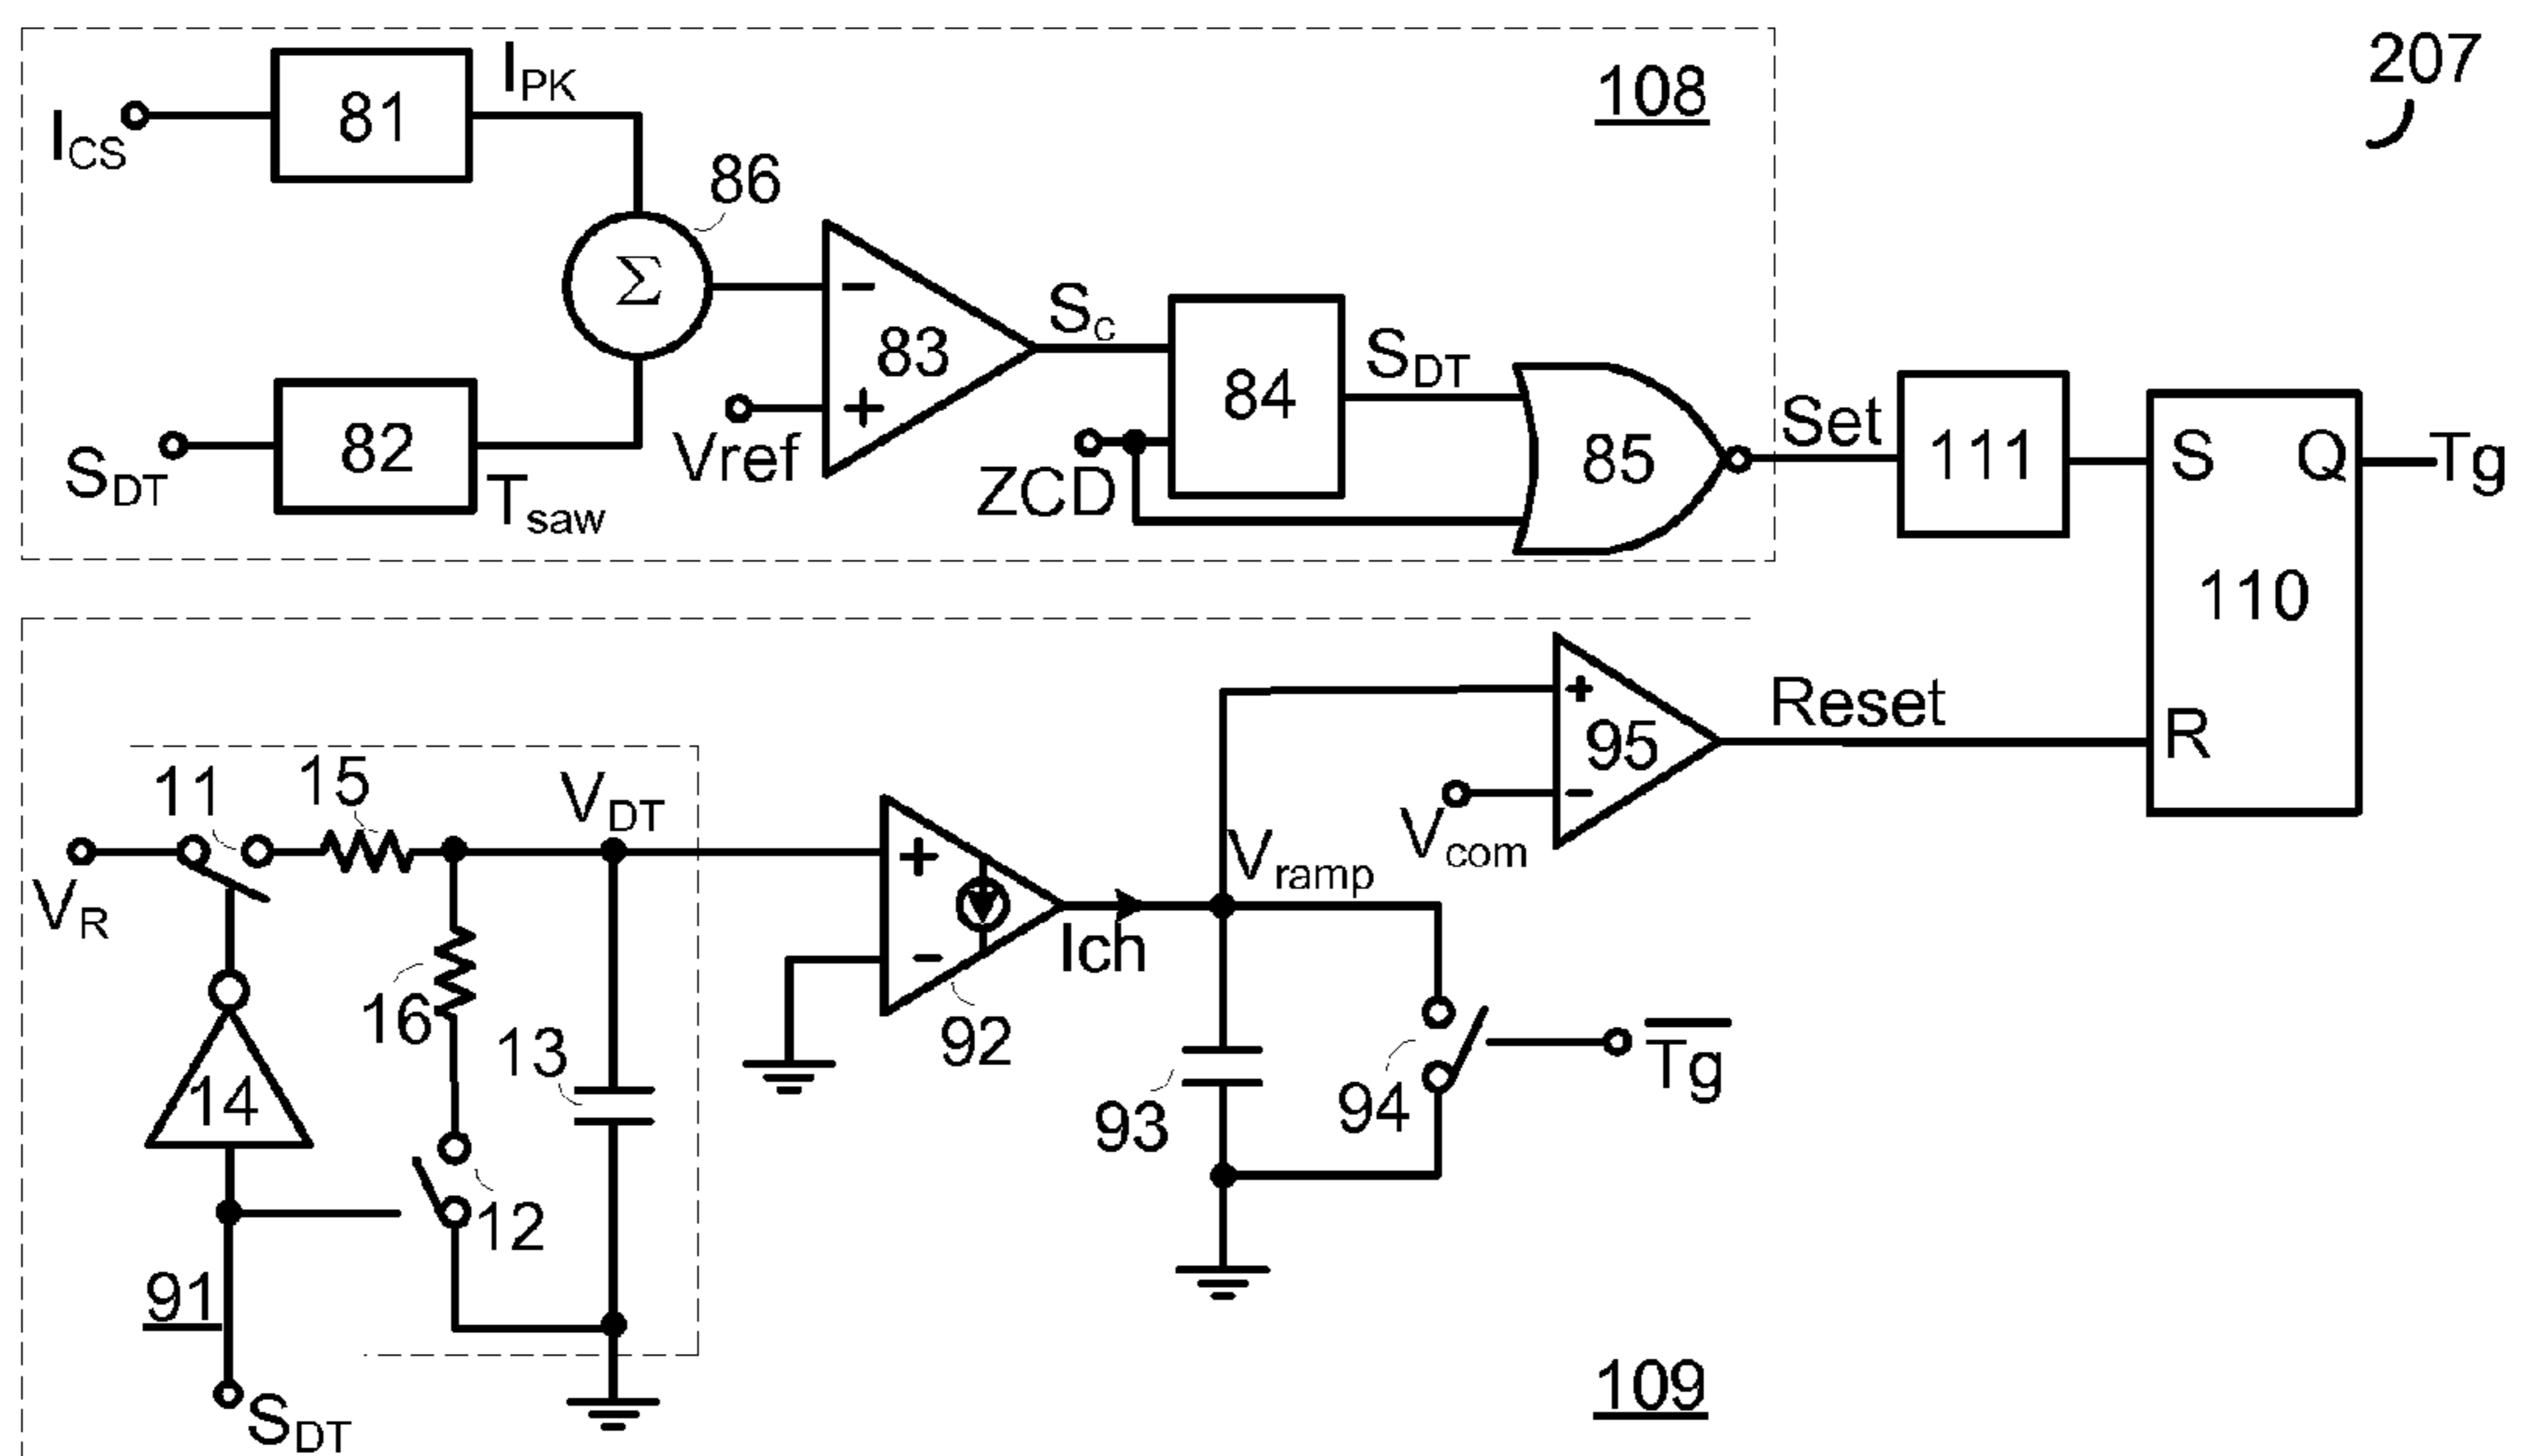 207
108
I_CS
81
I_PK
86
Σ
S_DT
82
T_saw
−
83
+
Vref
S_c
84
ZCD
S_DT
85
Set
111
S
Q
Tg
110
R
V_R
11
15
V_DT
16
13
14
12
91
S_DT
+
−
92
Ich
V_ramp
93
94
T̅g̅
+
95
−
V_com
Reset
109